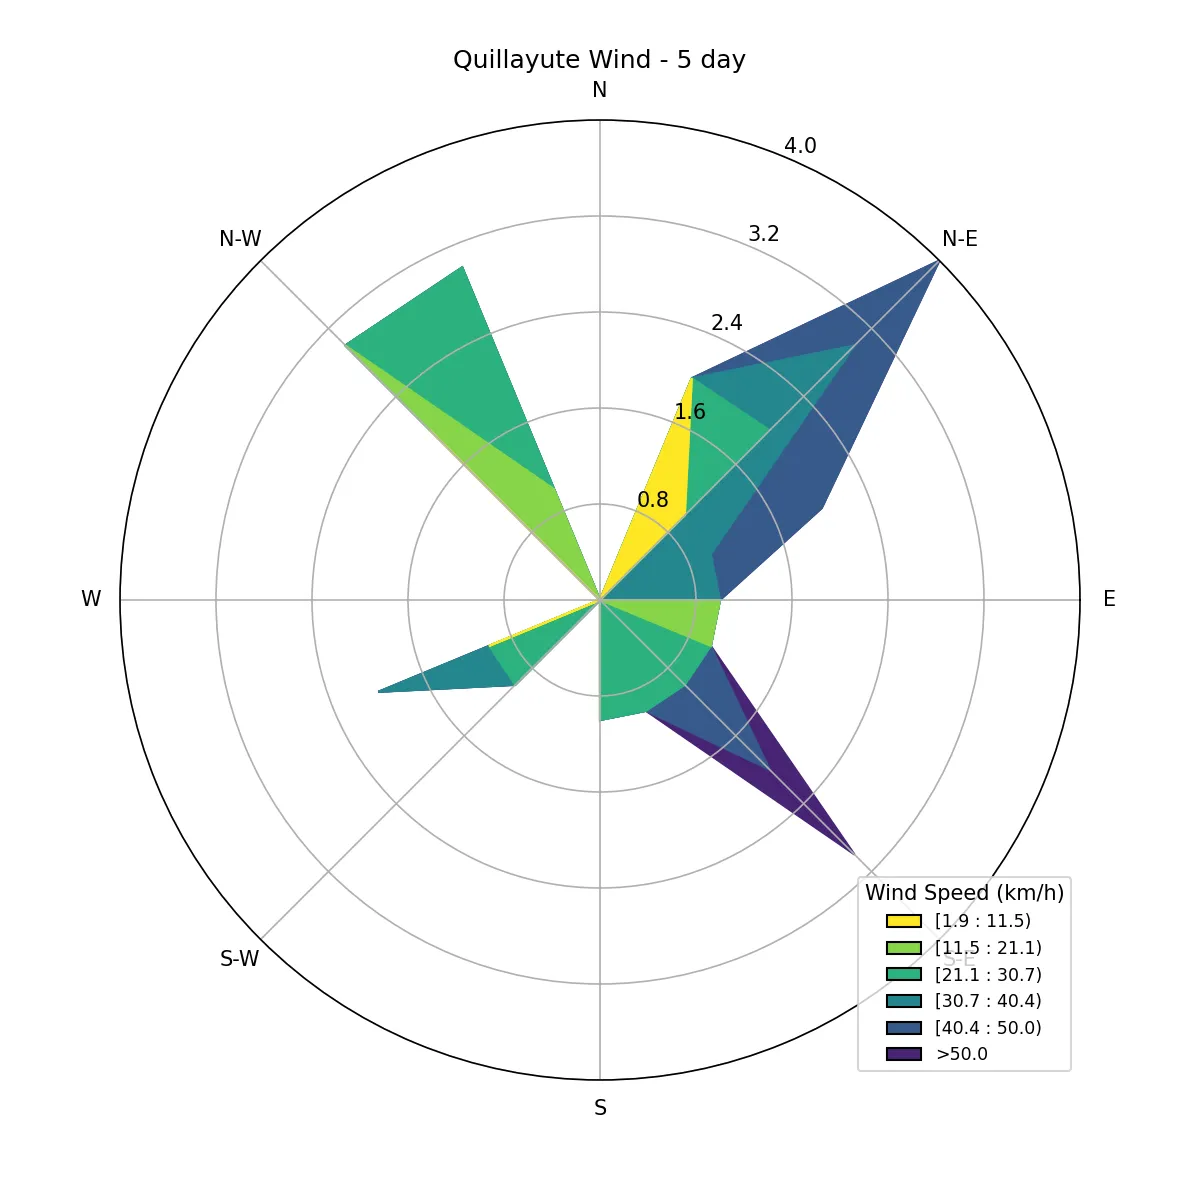 Quillayute Wind - 5 day
N
4.0
N-W
3.2
N-E
2.4
1.6
0.8
W
E
Wind Speed (km/h)
[1.9 : 11.5)
[11.5 : 21.1)
S-W
S-E
[21.1 : 30.7)
[30.7 : 40.4)
[40.4 : 50.0)
>50.0
S